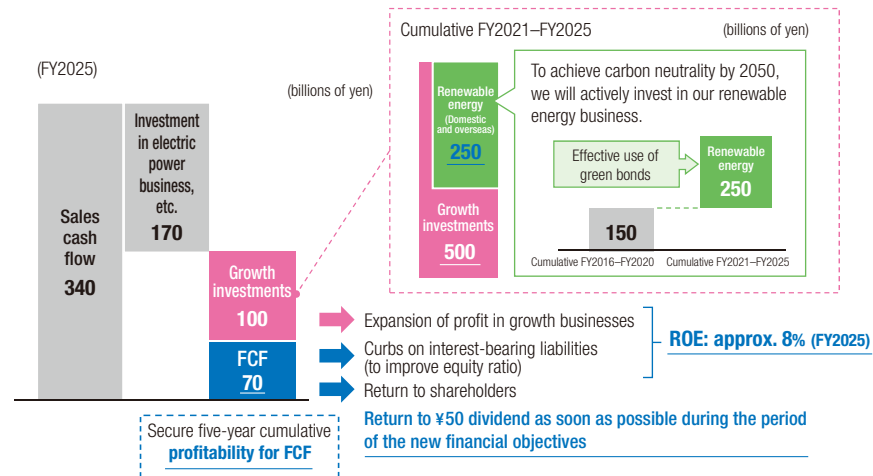 (FY2025)
(billions of yen)
Sales
cash
flow
340
Investment
in electric
power
business,
etc.
170
Growth
investments
100
FCF
70
Cumulative FY2021–FY2025
(billions of yen)
Renewable
energy
(Domestic
and overseas)
250
Growth
investments
500
To achieve carbon neutrality by 2050,
we will actively invest in our renewable
energy business.
Effective use of
green bonds
Renewable
energy
250
150
Cumulative FY2016–FY2020
Cumulative FY2021–FY2025
Expansion of profit in growth businesses
Curbs on interest-bearing liabilities
(to improve equity ratio)
Return to shareholders
ROE: approx. 8% (FY2025)
Return to ¥50 dividend as soon as possible during the period
of the new financial objectives
Secure five-year cumulative
profitability for FCF